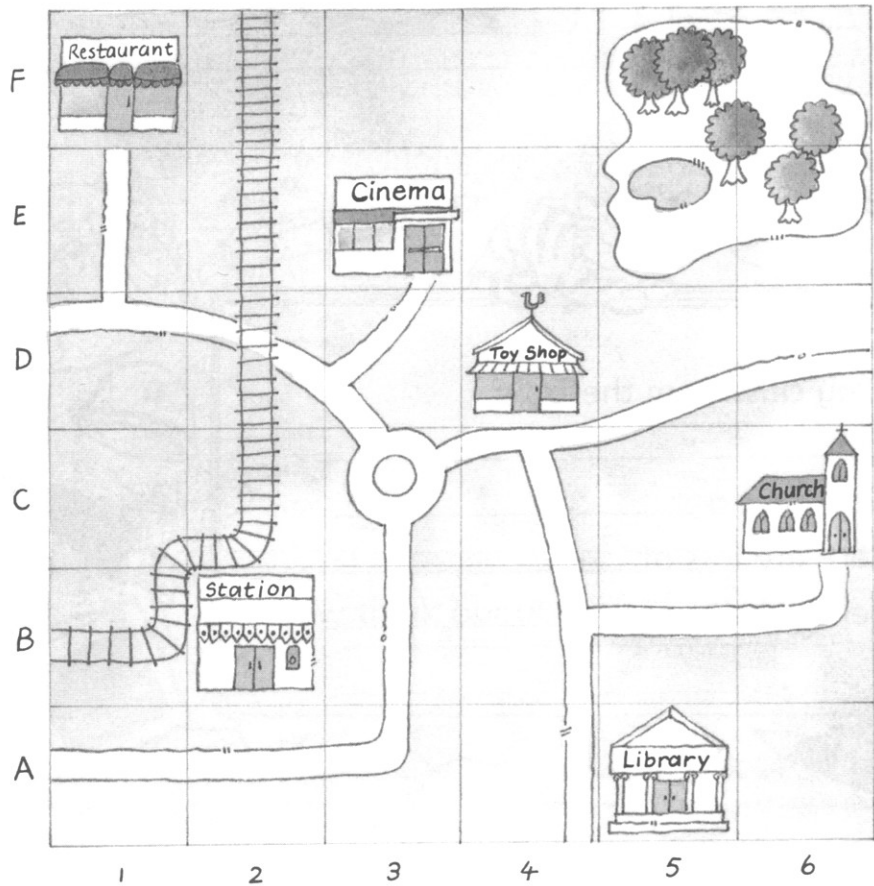 Restaurant
F
Cinema
E
Toy Shop
D
Church
C
Station
B
Library
A
1 2 3 4 5 6